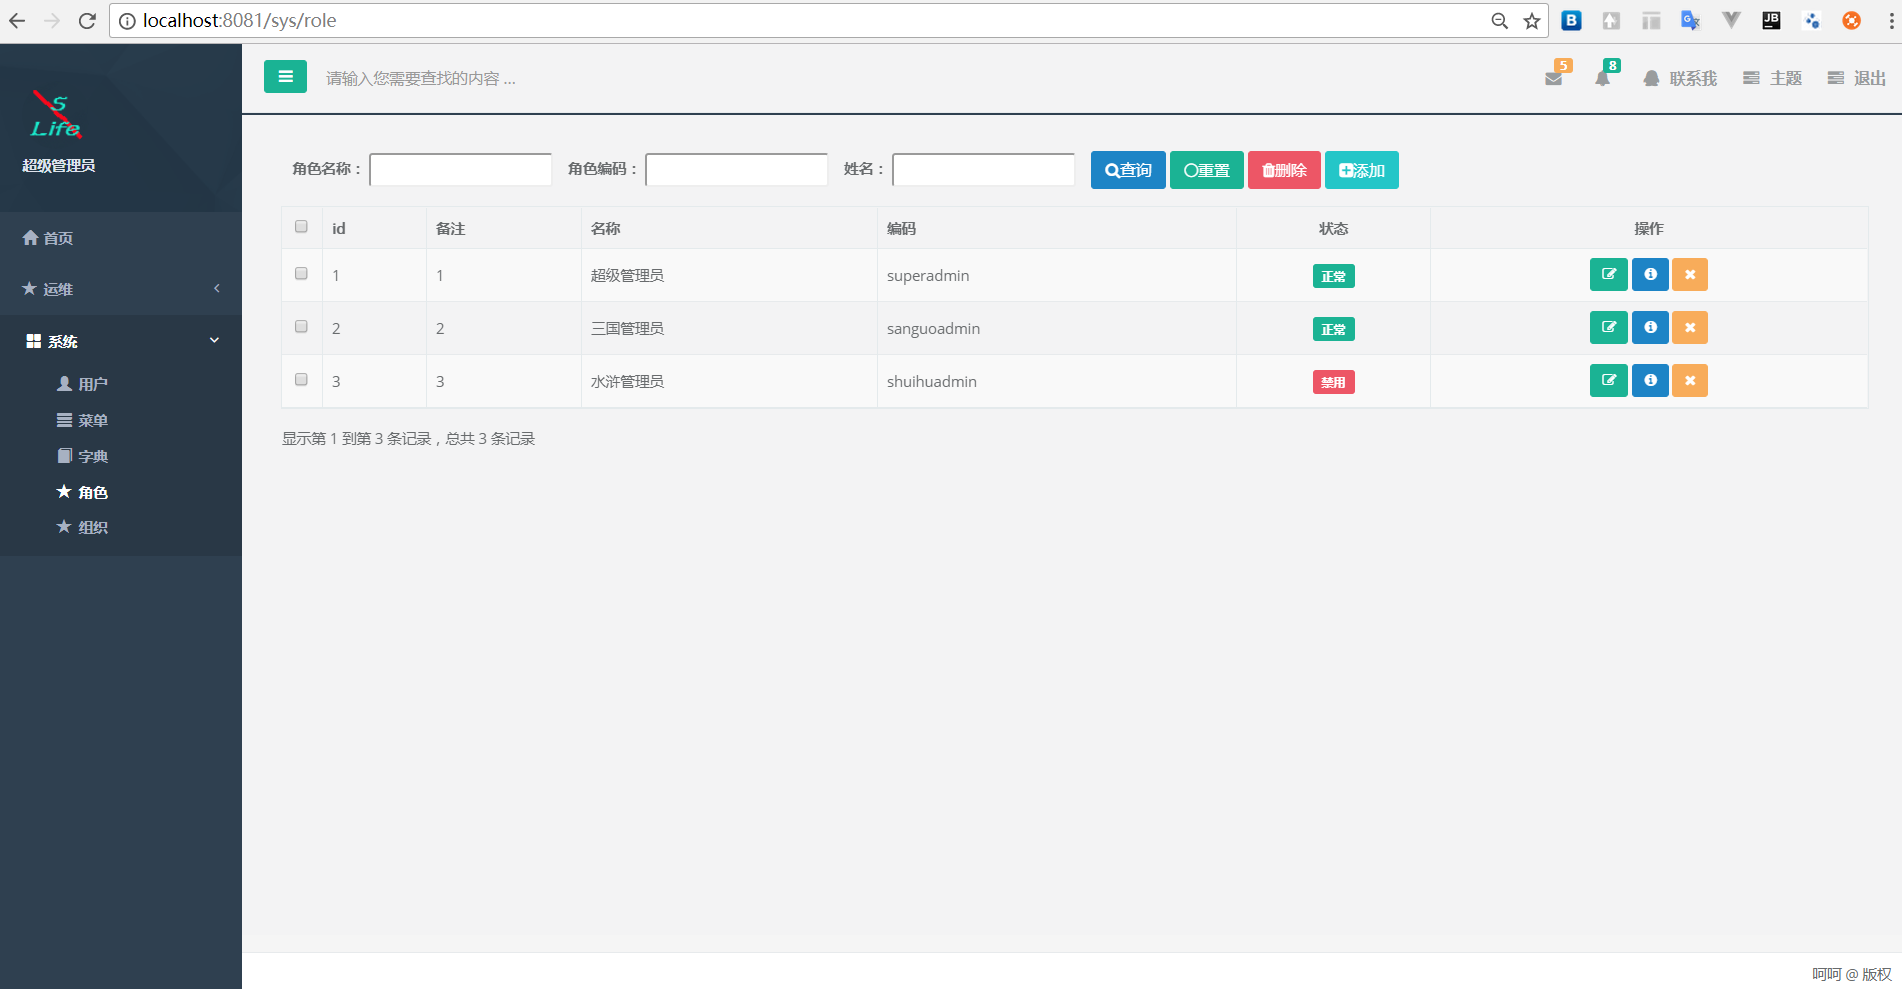 localhost:8081/sys/role
B
JB
S
Life
超级管理员
请输入您需要查找的内容 ...
5
8
联系我
主题
退出
首页
运维
系统
用户
菜单
字典
角色
组织
角色名称：
角色编码：
姓名：
查询
重置
删除
添加
id 备注 名称 编码 状态 操作
1 1 超级管理员 superadmin 正常
2 2 三国管理员 sanguoadmin 正常
3 3 水浒管理员 shuihuadmin 禁用
显示第 1 到第 3 条记录，总共 3 条记录
呵呵 @ 版权